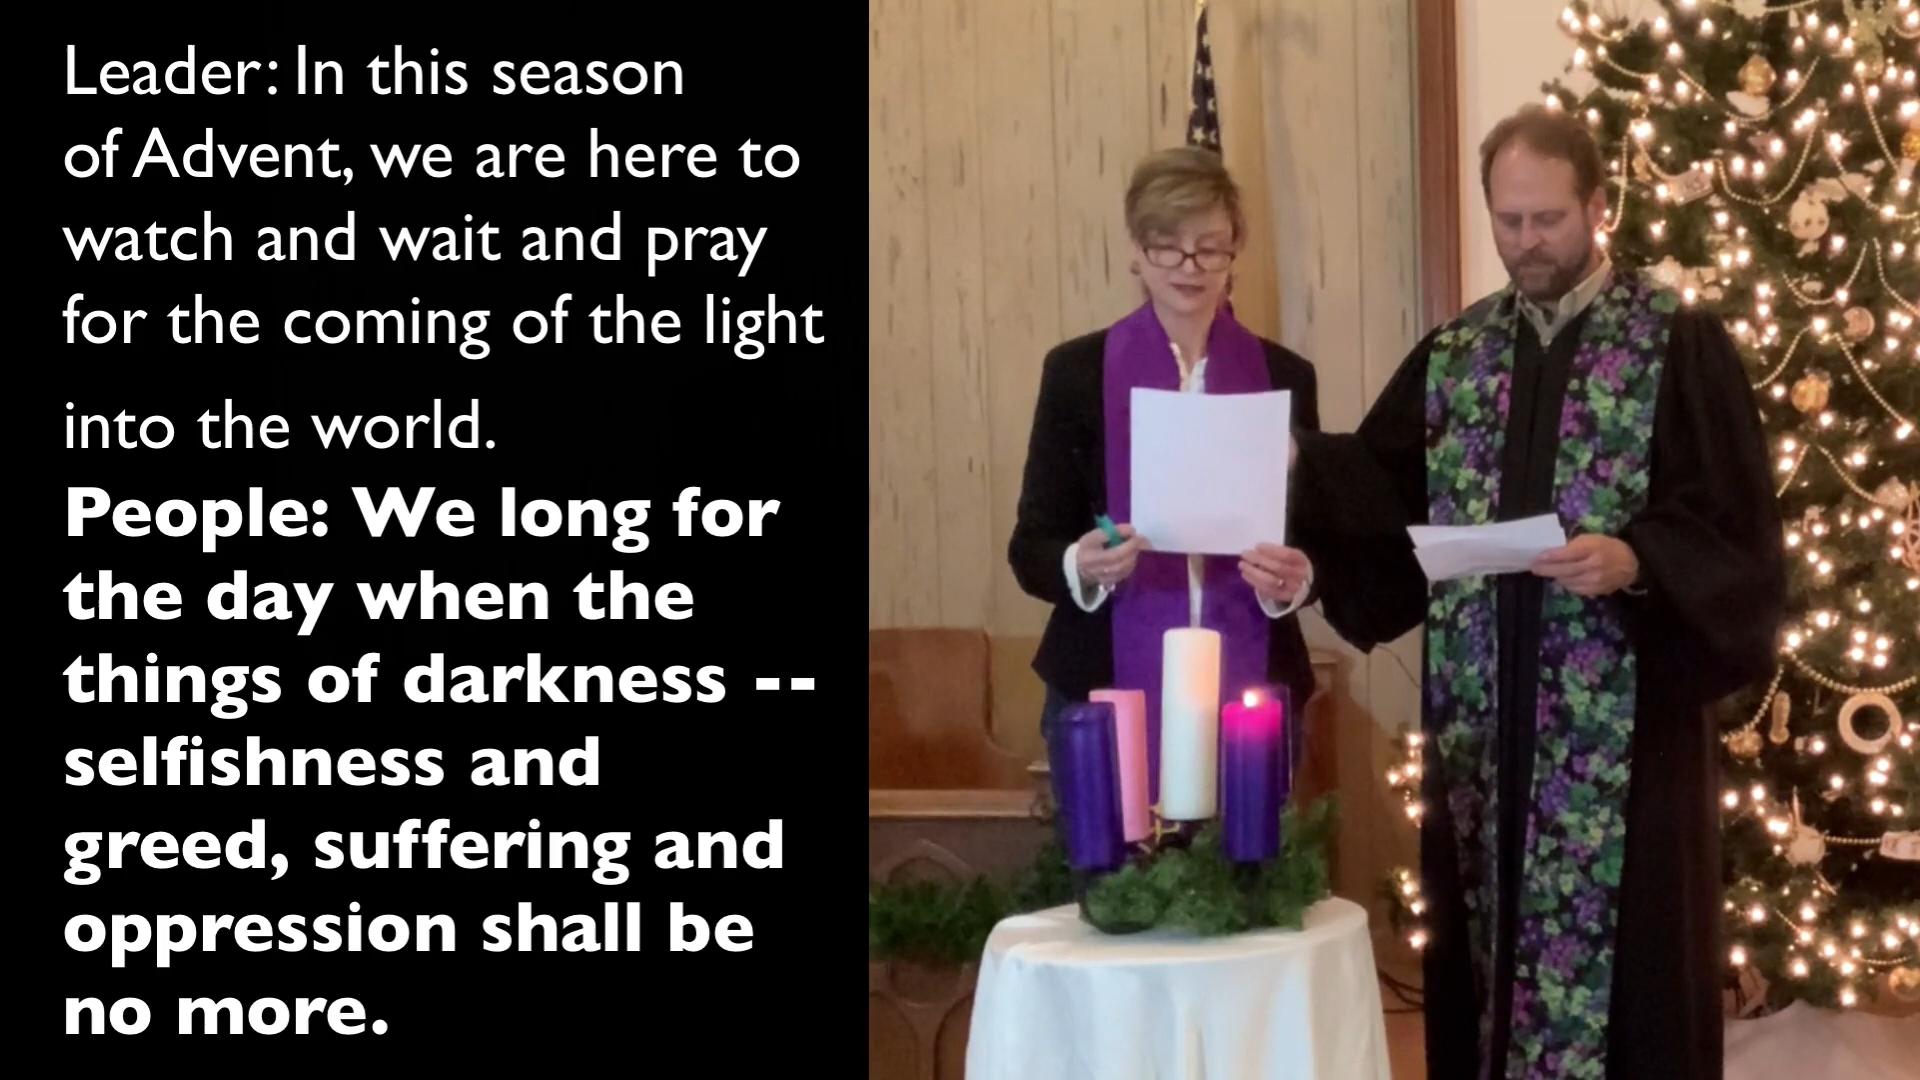 Leader: In this season
of Advent, we are here to
watch and wait and pray
for the coming of the light
into the world.
People: We long for
the day when the
things of darkness --
selfishness and
greed, suffering and
oppression shall be
no more.